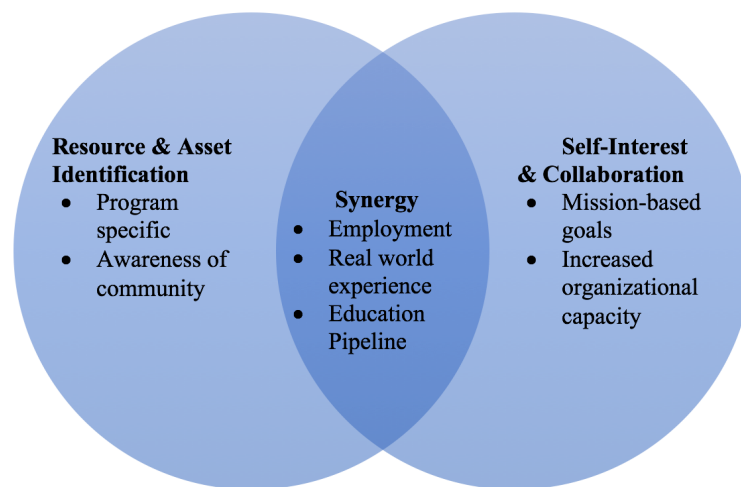 Resource & Asset
Identification
• Program
specific
• Awareness of
community
Synergy
• Employment
• Real world
experience
• Education
Pipeline
Self-Interest
& Collaboration
• Mission-based
goals
• Increased
organizational
capacity